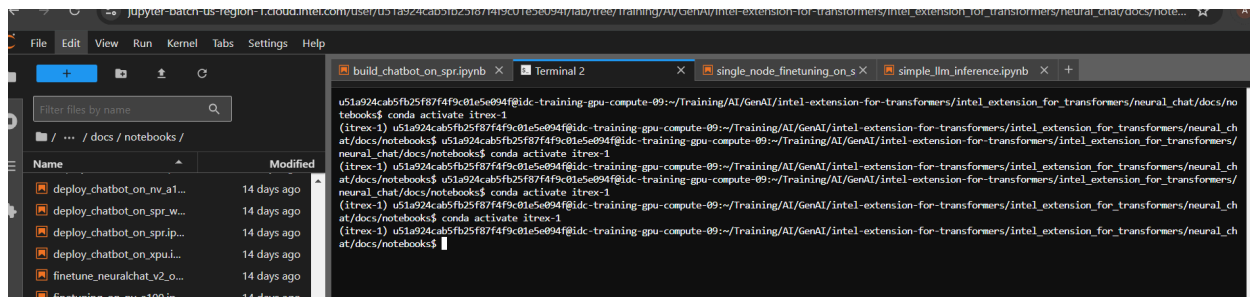 jupyter-batch-us-region-1.cloud.intel.com/user/u51a924cab5fb25f87f4f9c01e5e094f/lab/tree/Training/AI/GenAI/intel-extension-for-transformers/intel_extension_for_transformers/neural_chat/docs/note...
File Edit View Run Kernel Tabs Settings Help
build_chatbot_on_spr.ipynb
Terminal 2
single_node_finetuning_on_s
simple_llm_inference.ipynb
Filter files by name
/ ... / docs / notebooks /
Name Modified
deploy_chatbot_on_nv_a1... 14 days ago
deploy_chatbot_on_spr_w... 14 days ago
deploy_chatbot_on_spr.ip... 14 days ago
deploy_chatbot_on_xpu.i... 14 days ago
finetune_neuralchat_v2_o... 14 days ago
u51a924cab5fb25f87f4f9c01e5e094f@idc-training-gpu-compute-09:~/Training/AI/GenAI/intel-extension-for-transformers/intel_extension_for_transformers/neural_chat/docs/no
tebooks$ conda activate itrex-1
(itrex-1) u51a924cab5fb25f87f4f9c01e5e094f@idc-training-gpu-compute-09:~/Training/AI/GenAI/intel-extension-for-transformers/intel_extension_for_transformers/neural_ch
at/docs/notebooks$ u51a924cab5fb25f87f4f9c01e5e094f@idc-training-gpu-compute-09:~/Training/AI/GenAI/intel-extension-for-transformers/intel_extension_for_transformers/
neural_chat/docs/notebooks$ conda activate itrex-1
(itrex-1) u51a924cab5fb25f87f4f9c01e5e094f@idc-training-gpu-compute-09:~/Training/AI/GenAI/intel-extension-for-transformers/intel_extension_for_transformers/neural_ch
at/docs/notebooks$ u51a924cab5fb25f87f4f9c01e5e094f@idc-training-gpu-compute-09:~/Training/AI/GenAI/intel-extension-for-transformers/intel_extension_for_transformers/
neural_chat/docs/notebooks$ conda activate itrex-1
(itrex-1) u51a924cab5fb25f87f4f9c01e5e094f@idc-training-gpu-compute-09:~/Training/AI/GenAI/intel-extension-for-transformers/intel_extension_for_transformers/neural_ch
at/docs/notebooks$ conda activate itrex-1
(itrex-1) u51a924cab5fb25f87f4f9c01e5e094f@idc-training-gpu-compute-09:~/Training/AI/GenAI/intel-extension-for-transformers/intel_extension_for_transformers/neural_ch
at/docs/notebooks$